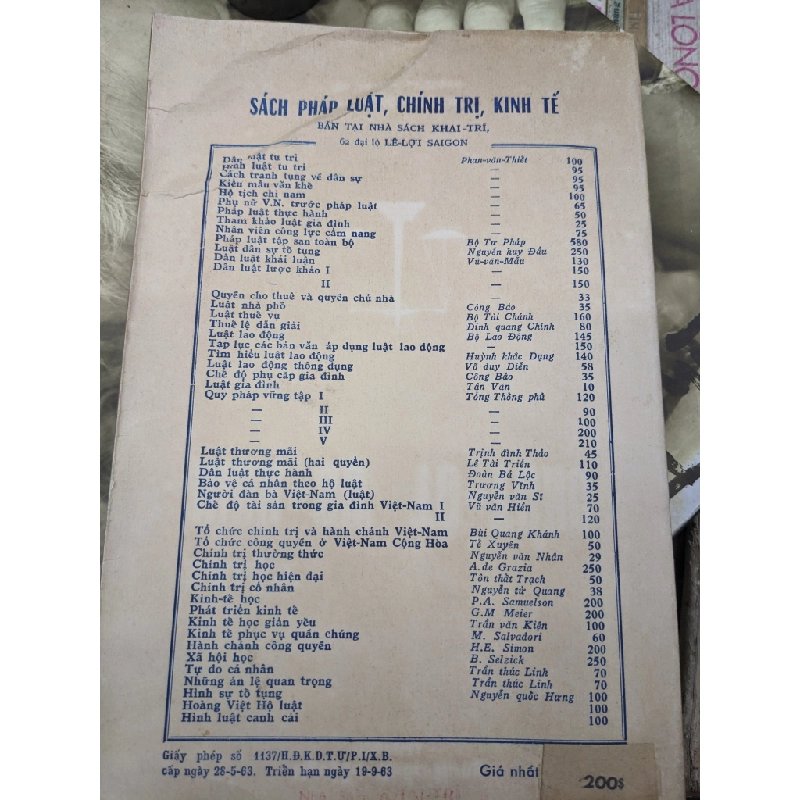 SÁCH PHÁP LUẬT, CHÍNH TRỊ, KINH TẾ
BÁN TẠI NHÀ SÁCH KHAI-TRÍ,
62 đại lộ LÊ-LỢI SAIGON
Dân luật tu trì Phan-văn-Thiết 100
Hình luật tu trì — 95
Cách tranh tụng về dân sự — 95
Kiểu mẫu văn khế — 95
Hộ tịch chỉ nam — 100
Phụ nữ V.N. trước pháp luật — 65
Pháp luật thực hành — 50
Tham khảo luật gia đình — 25
Nhân viên công lực cẩm nang — 75
Pháp luật tập san toàn bộ Bộ Tư Pháp 580
Luật dân sự tố tụng Nguyễn huy Đẩu 250
Dân luật khái luận Vũ-văn-Mẫu 130
Dân luật lược khảo I — 150
II — 150
Quyền cho thuê và quyền chủ nhà — 33
Luật nhà phố Công Báo 35
Luật thuế vụ Bộ Tài Chánh 160
Thuế lệ dẫn giải Đinh quang Chính 80
Luật lao động Bộ Lao Động 145
Tập lục các bản văn áp dụng luật lao động — 150
Tìm hiểu luật lao động Huỳnh khắc Dụng 140
Luật lao động thông dụng Vũ duy Diễn 58
Chế độ phụ cấp gia đình Công Báo 35
Luật gia đình Tân Văn 10
Quy pháp vựng tập I Tổng Thống phủ 120
— II — 90
— III — 100
— IV — 200
— V — 210
Luật thương mãi Trịnh đình Thảo 45
Luật thương mãi (hai quyển) Lê Tài Triển 110
Dân luật thực hành Đoàn Bá Lộc 90
Bảo vệ cá nhân theo hộ luật Trương Vĩnh 35
Người đàn bà Việt-Nam (luật) Nguyễn văn Sĩ 25
Chế độ tài sản trong gia đình Việt-Nam I Vũ văn Hiền 70
II — 120
Tổ chức chính trị và hành chánh Việt-Nam Bùi Quang Khánh 100
Tổ chức công quyền ở Việt-Nam Cộng Hòa Tê Xuyên 50
Chính trị thường thức Nguyễn văn Nhân 29
Chính trị học A.de Grazia 250
Chính trị học hiện đại Tôn thất Trạch 50
Chính trị cổ nhân Nguyễn tử Quang 38
Kinh-tế học P.A. Samuelson 200
Phát triển kinh tế G.M Meier 200
Kinh tế học giản yếu Trần văn Kiên 100
Kinh tế phục vụ quần chúng M. Salvadori 60
Hành chánh công quyền H.E. Simon 200
Xã hội học B. Seizick 250
Tự do cá nhân Trần thúc Linh 70
Những án lệ quan trọng Trần thúc Linh 70
Hình sự tố tụng Nguyễn quốc Hưng 100
Hoàng Việt Hộ luật 100
Hình luật canh cải 100
Giấy phép số 1137/H.Đ.K.D.T.Ư/P.I/X.B.
cấp ngày 28-5-63. Triển hạn ngày 19-9-63
Giá nhất
200$